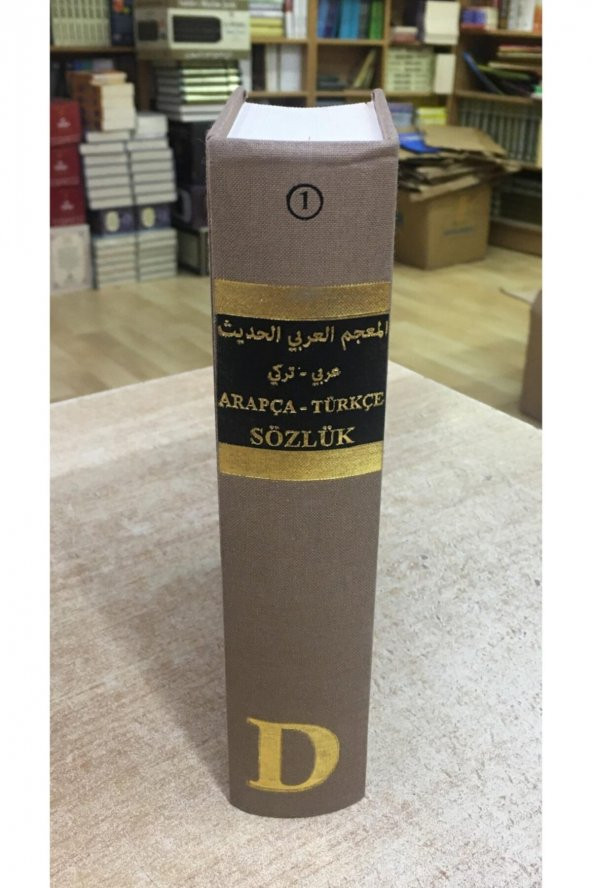 1
المعجم العربي الحديث
عربي - تركي
ARAPÇA - TÜRKÇE
SÖZLÜK
D